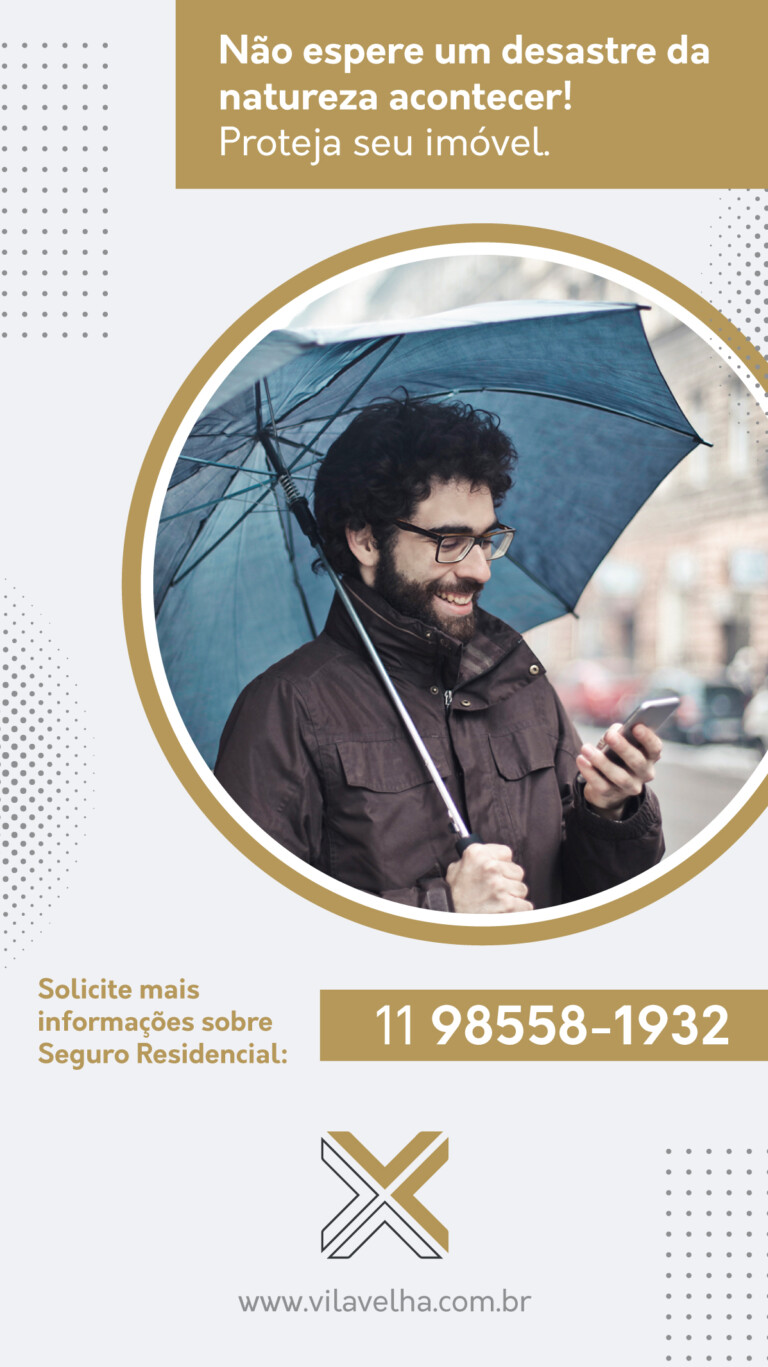 Não espere um desastre da
natureza acontecer!
Proteja seu imóvel.
Solicite mais
informações sobre
Seguro Residencial:
11 98558-1932
www.vilavelha.com.br